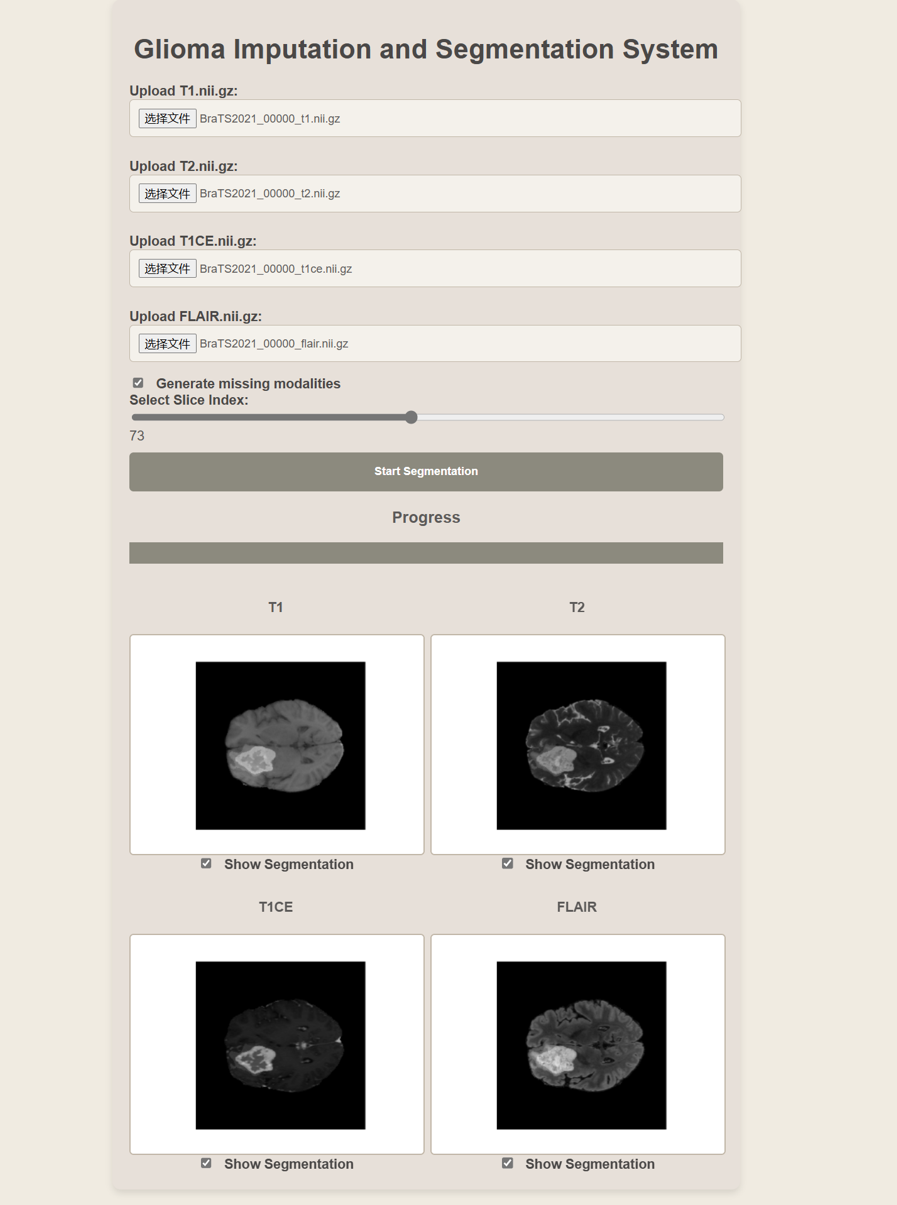 Glioma Imputation and Segmentation System
Upload T1.nii.gz:
选择文件 BraTS2021_00000_t1.nii.gz
Upload T2.nii.gz:
选择文件 BraTS2021_00000_t2.nii.gz
Upload T1CE.nii.gz:
选择文件 BraTS2021_00000_t1ce.nii.gz
Upload FLAIR.nii.gz:
选择文件 BraTS2021_00000_flair.nii.gz
Generate missing modalities
Select Slice Index:
73
Start Segmentation
Progress
T1
T2
Show Segmentation
Show Segmentation
T1CE
FLAIR
Show Segmentation
Show Segmentation